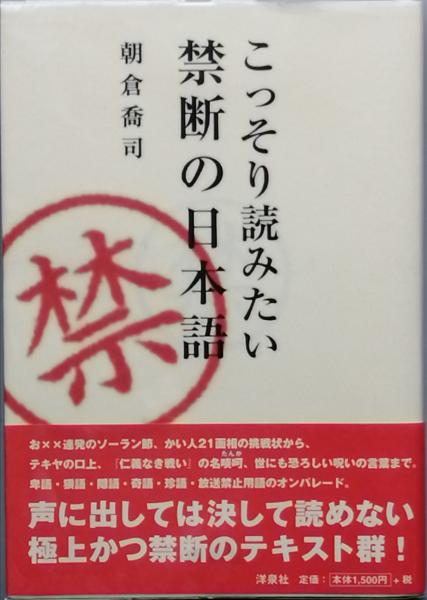 こっそり読みたい
禁断の日本語
朝倉喬司
禁
お××連発のソーラン節、かい人21面相の挑戦状から、
たんか
テキヤの口上、『仁義なき戦い』の名啖呵、世にも恐ろしい呪いの言葉まで。
卑語・猥語・隠語・奇語・珍語・放送禁止用語のオンパレード。
声に出しては決して読めない
極上かつ禁断のテキスト群！
洋泉社 定価：本体1,500円＋税